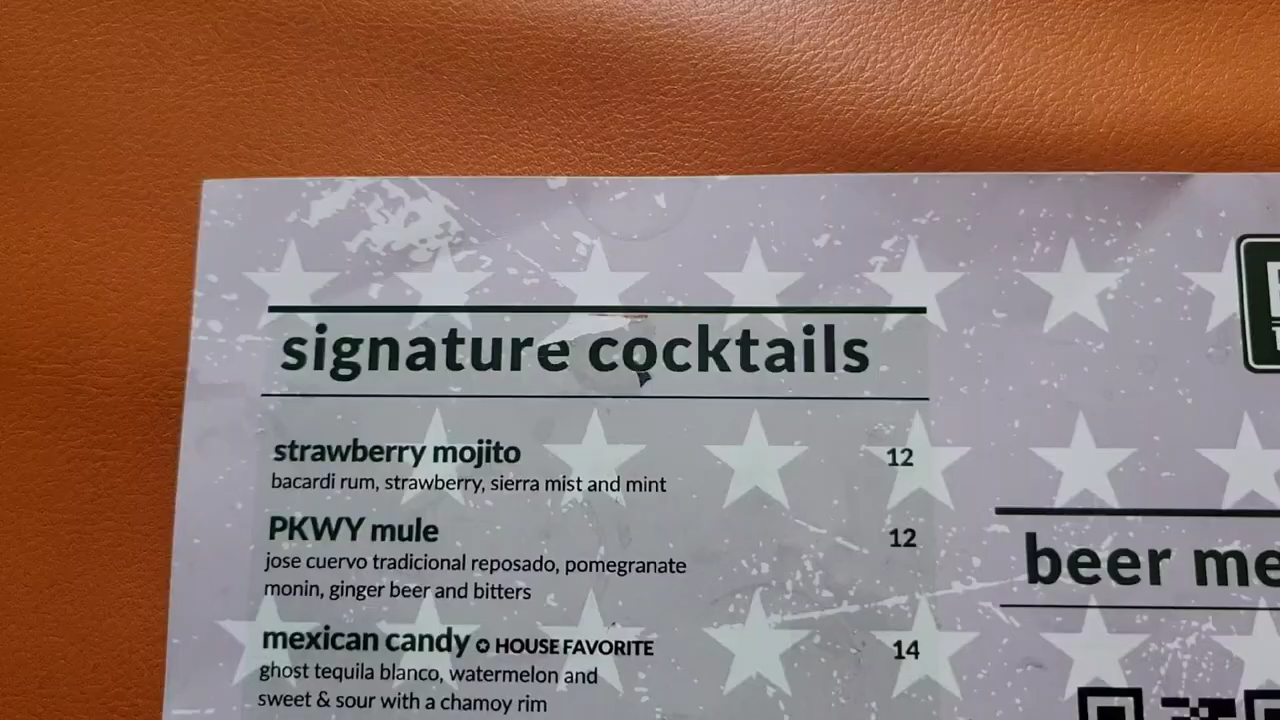 signature cocktails
strawberry mojito 12
bacardi rum, strawberry, sierra mist and mint
PKWY mule 12
jose cuervo tradicional reposado, pomegranate
monin, ginger beer and bitters
mexican candy ✪ HOUSE FAVORITE 14
ghost tequila blanco, watermelon and
sweet & sour with a chamoy rim
beer me